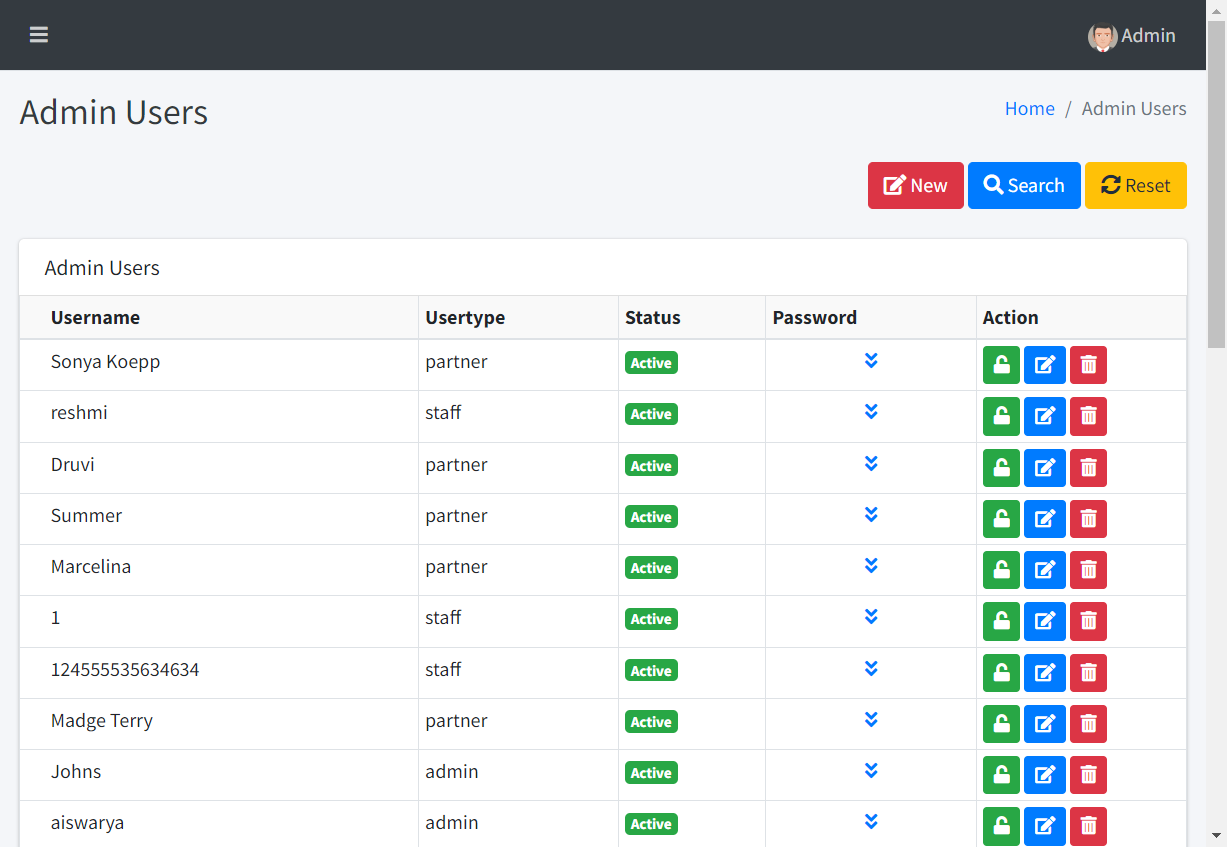 Admin
Admin Users
Home / Admin Users
New Search Reset
Admin Users
Username Usertype Status Password Action
Sonya Koepp partner Active
reshmi staff Active
Druvi partner Active
Summer partner Active
Marcelina partner Active
1 staff Active
124555535634634 staff Active
Madge Terry partner Active
Johns admin Active
aiswarya admin Active